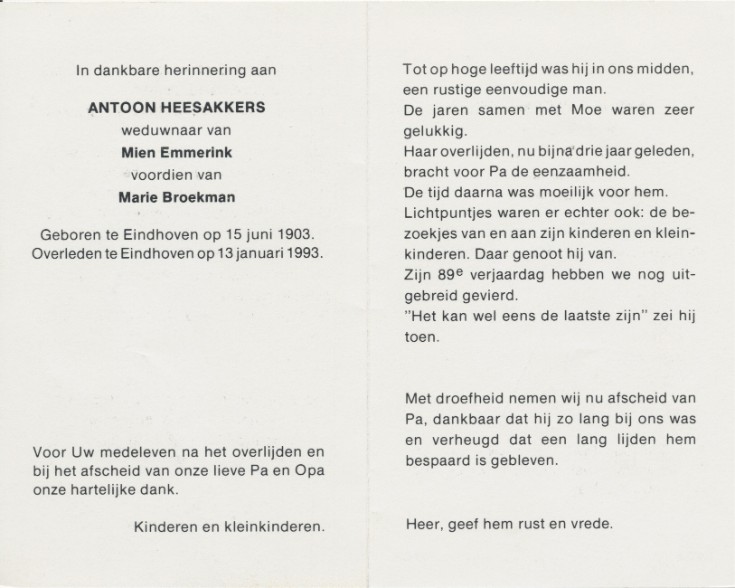 In dankbare herinnering aan
ANTOON HEESAKKERS
weduwnaar van
Mien Emmerink
voordien van
Marie Broekman
Geboren te Eindhoven op 15 juni 1903.
Overleden te Eindhoven op 13 januari 1993.
Voor Uw medeleven na het overlijden en
bij het afscheid van onze lieve Pa en Opa
onze hartelijke dank.
Kinderen en kleinkinderen.
Tot op hoge leeftijd was hij in ons midden,
een rustige eenvoudige man.
De jaren samen met Moe waren zeer
gelukkig.
Haar overlijden, nu bijna drie jaar geleden,
bracht voor Pa de eenzaamheid.
De tijd daarna was moeilijk voor hem.
Lichtpuntjes waren er echter ook: de be-
zoekjes van en aan zijn kinderen en klein-
kinderen. Daar genoot hij van.
Zijn 89e verjaardag hebben we nog uit-
gebreid gevierd.
"Het kan wel eens de laatste zijn" zei hij
toen.
Met droefheid nemen wij nu afscheid van
Pa, dankbaar dat hij zo lang bij ons was
en verheugd dat een lang lijden hem
bespaard is gebleven.
Heer, geef hem rust en vrede.